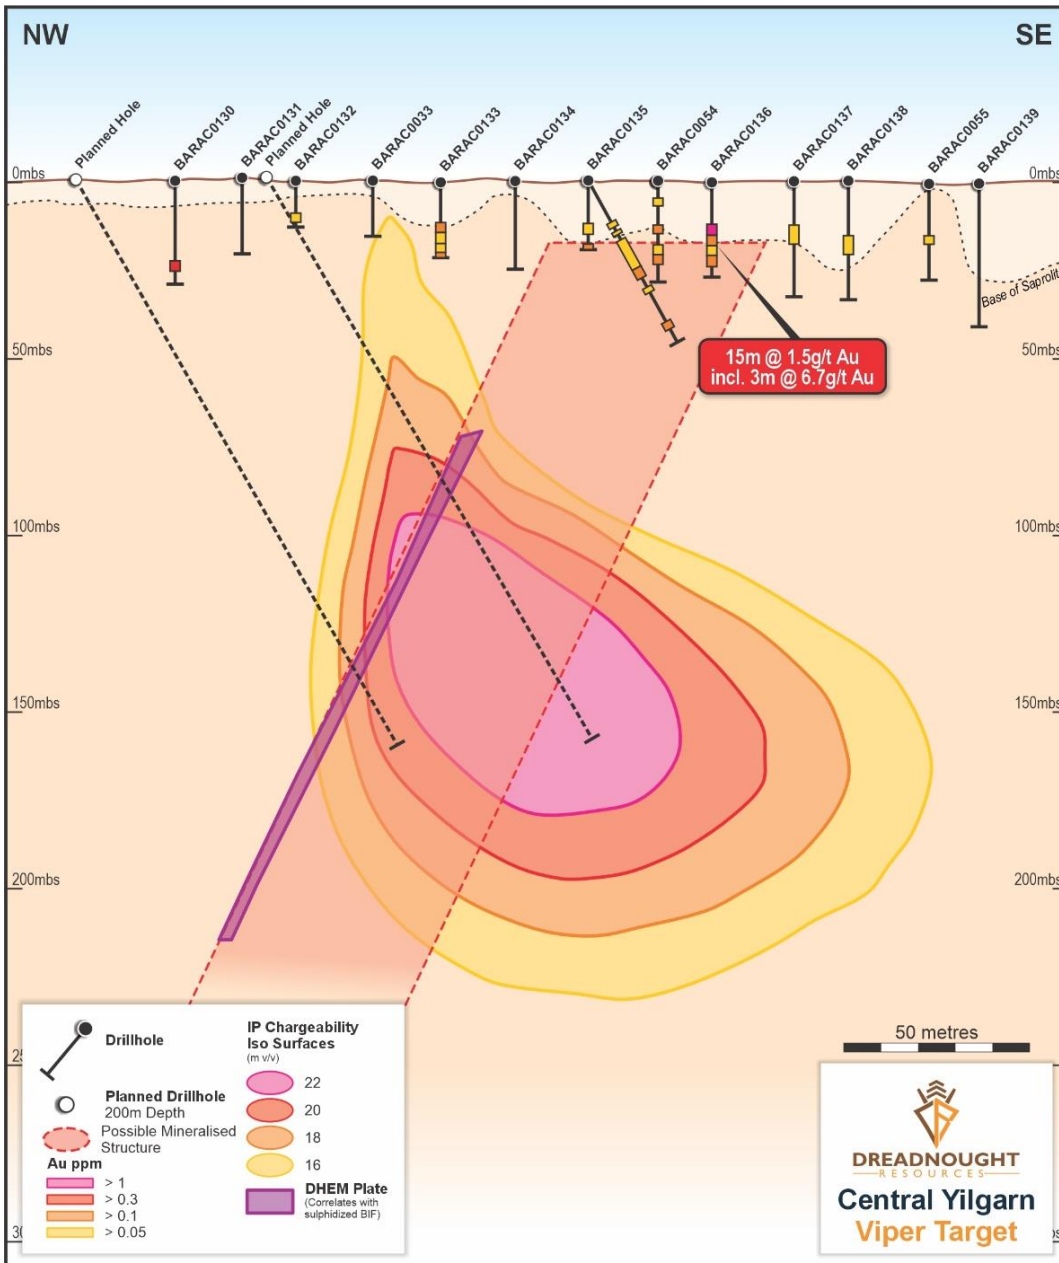 NW
SE
Planned Hole
BARAC0130
BARAC0131
Planned Hole
BARAC0132
BARAC0033
BARAC0133
BARAC0134
BARAC0135
BARAC0054
BARAC0136
BARAC0137
BARAC0138
BARAC0055
BARAC0139
0mbs
0mbs
Base of Saprolit
50mbs
50mbs
15m @ 1.5g/t Au
incl. 3m @ 6.7g/t Au
100mbs
100mbs
150mbs
150mbs
200mbs
200mbs
Drillhole
Planned Drillhole
200m Depth
Possible Mineralised
Structure
Au ppm
> 1
> 0.3
> 0.1
> 0.05
IP Chargeability
Iso Surfaces
(m v/v)
22
20
18
16
DHEM Plate
(Correlates with
sulphidized BIF)
50 metres
DREADNOUGHT
RESOURCES
Central Yilgarn
Viper Target